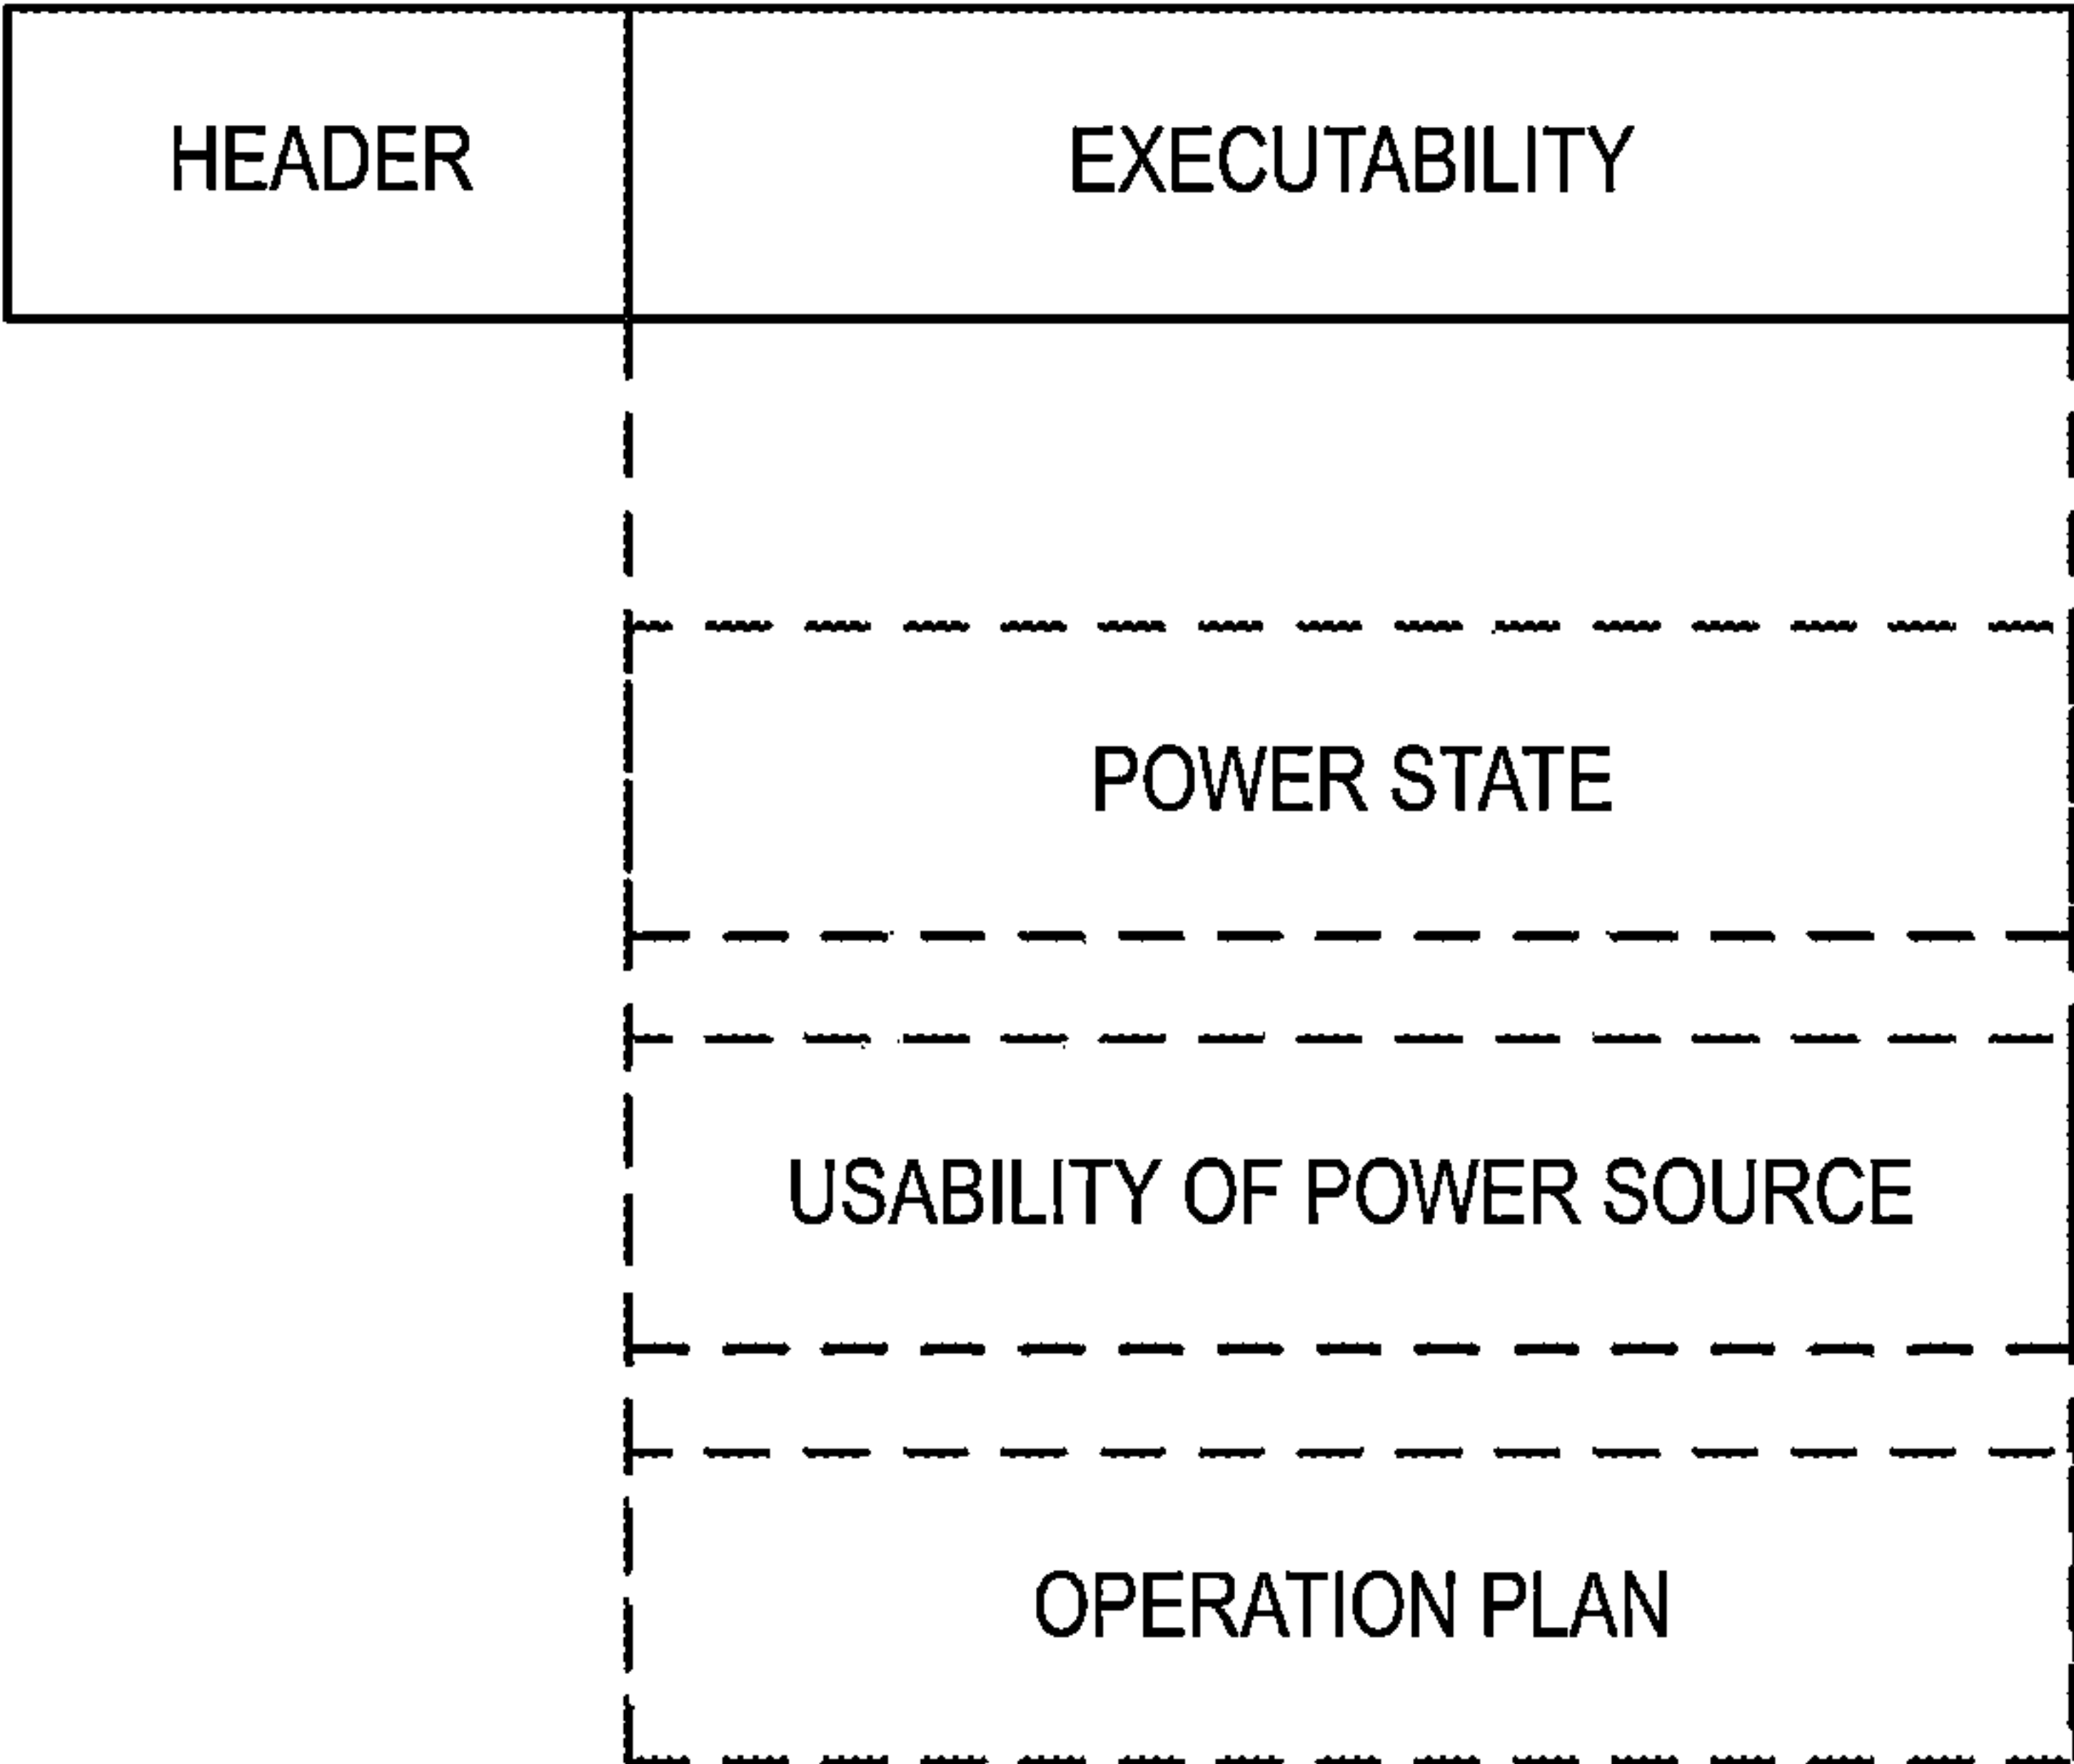 HEADER
EXECUTABILITY
POWER STATE
USABILITY OF POWER SOURCE
OPERATION PLAN